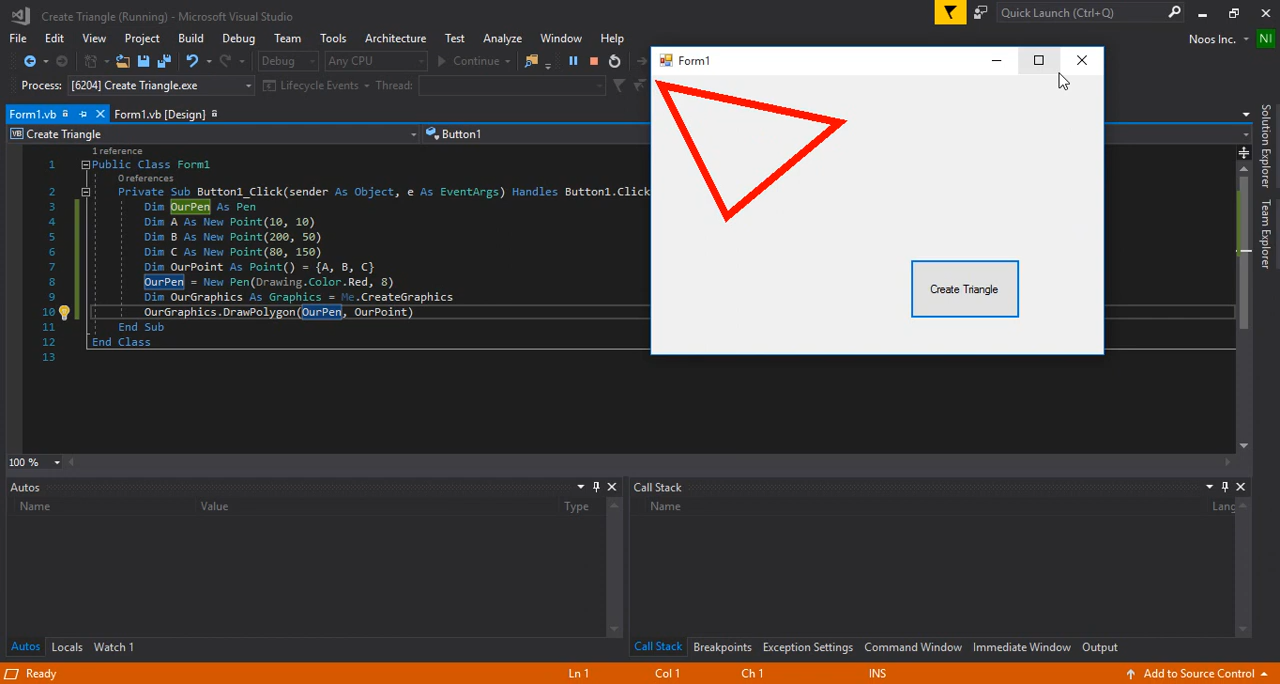 Create Triangle (Running) - Microsoft Visual Studio
Quick Launch (Ctrl+Q)
File Edit View Project Build Debug Team Tools Architecture Test Analyze Window Help
Noos Inc. NI
Debug Any CPU Continue
Process: [6204] Create Triangle.exe Lifecycle Events Thread:
Form1.vb Form1.vb [Design]
VB Create Triangle Button1
1 reference
1 Public Class Form1
0 references
2 Private Sub Button1_Click(sender As Object, e As EventArgs) Handles Button1.Click
3 Dim OurPen As Pen
4 Dim A As New Point(10, 10)
5 Dim B As New Point(200, 50)
6 Dim C As New Point(80, 150)
7 Dim OurPoint As Point() = {A, B, C}
8 OurPen = New Pen(Drawing.Color.Red, 8)
9 Dim OurGraphics As Graphics = Me.CreateGraphics
10 OurGraphics.DrawPolygon(OurPen, OurPoint)
11 End Sub
12 End Class
13
Form1
Create Triangle
Solution Explorer
Team Explorer
100 %
Autos
Name Value Type
Call Stack
Name Lang
Autos Locals Watch 1
Call Stack Breakpoints Exception Settings Command Window Immediate Window Output
Ready Ln 1 Col 1 Ch 1 INS Add to Source Control